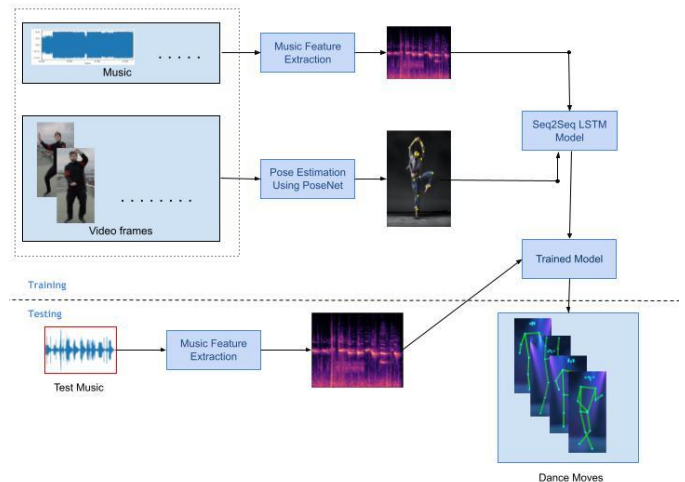 Music
Music Feature
Extraction
Seq2Seq LSTM
Model
Video frames
Pose Estimation
Using PoseNet
Trained Model
Training
Testing
Test Music
Music Feature
Extraction
Dance Moves